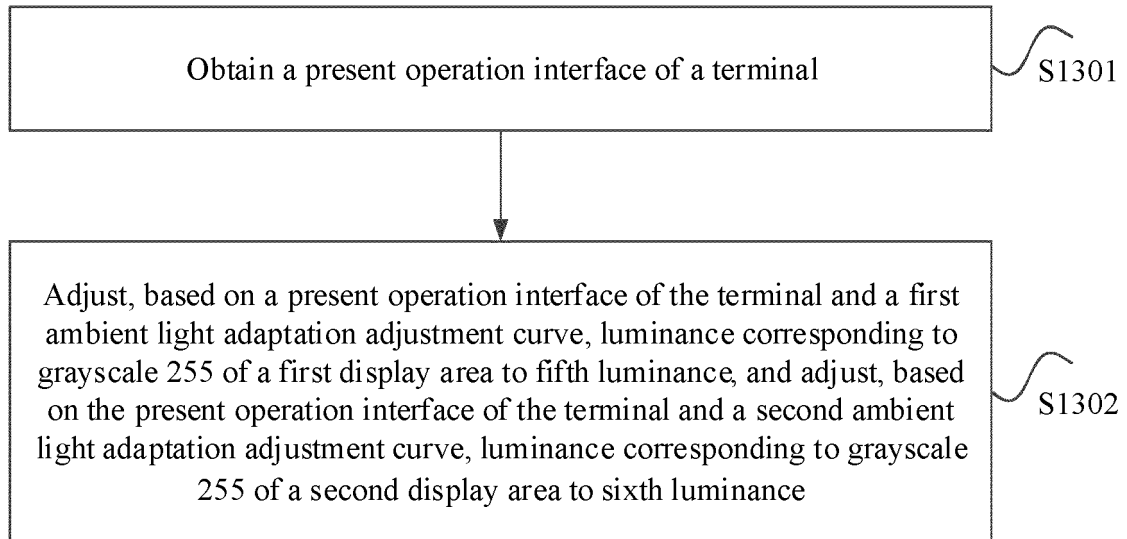 Obtain a present operation interface of a terminal
S1301
Adjust, based on a present operation interface of the terminal and a first
ambient light adaptation adjustment curve, luminance corresponding to
grayscale 255 of a first display area to fifth luminance, and adjust, based
on the present operation interface of the terminal and a second ambient
light adaptation adjustment curve, luminance corresponding to grayscale
255 of a second display area to sixth luminance
S1302